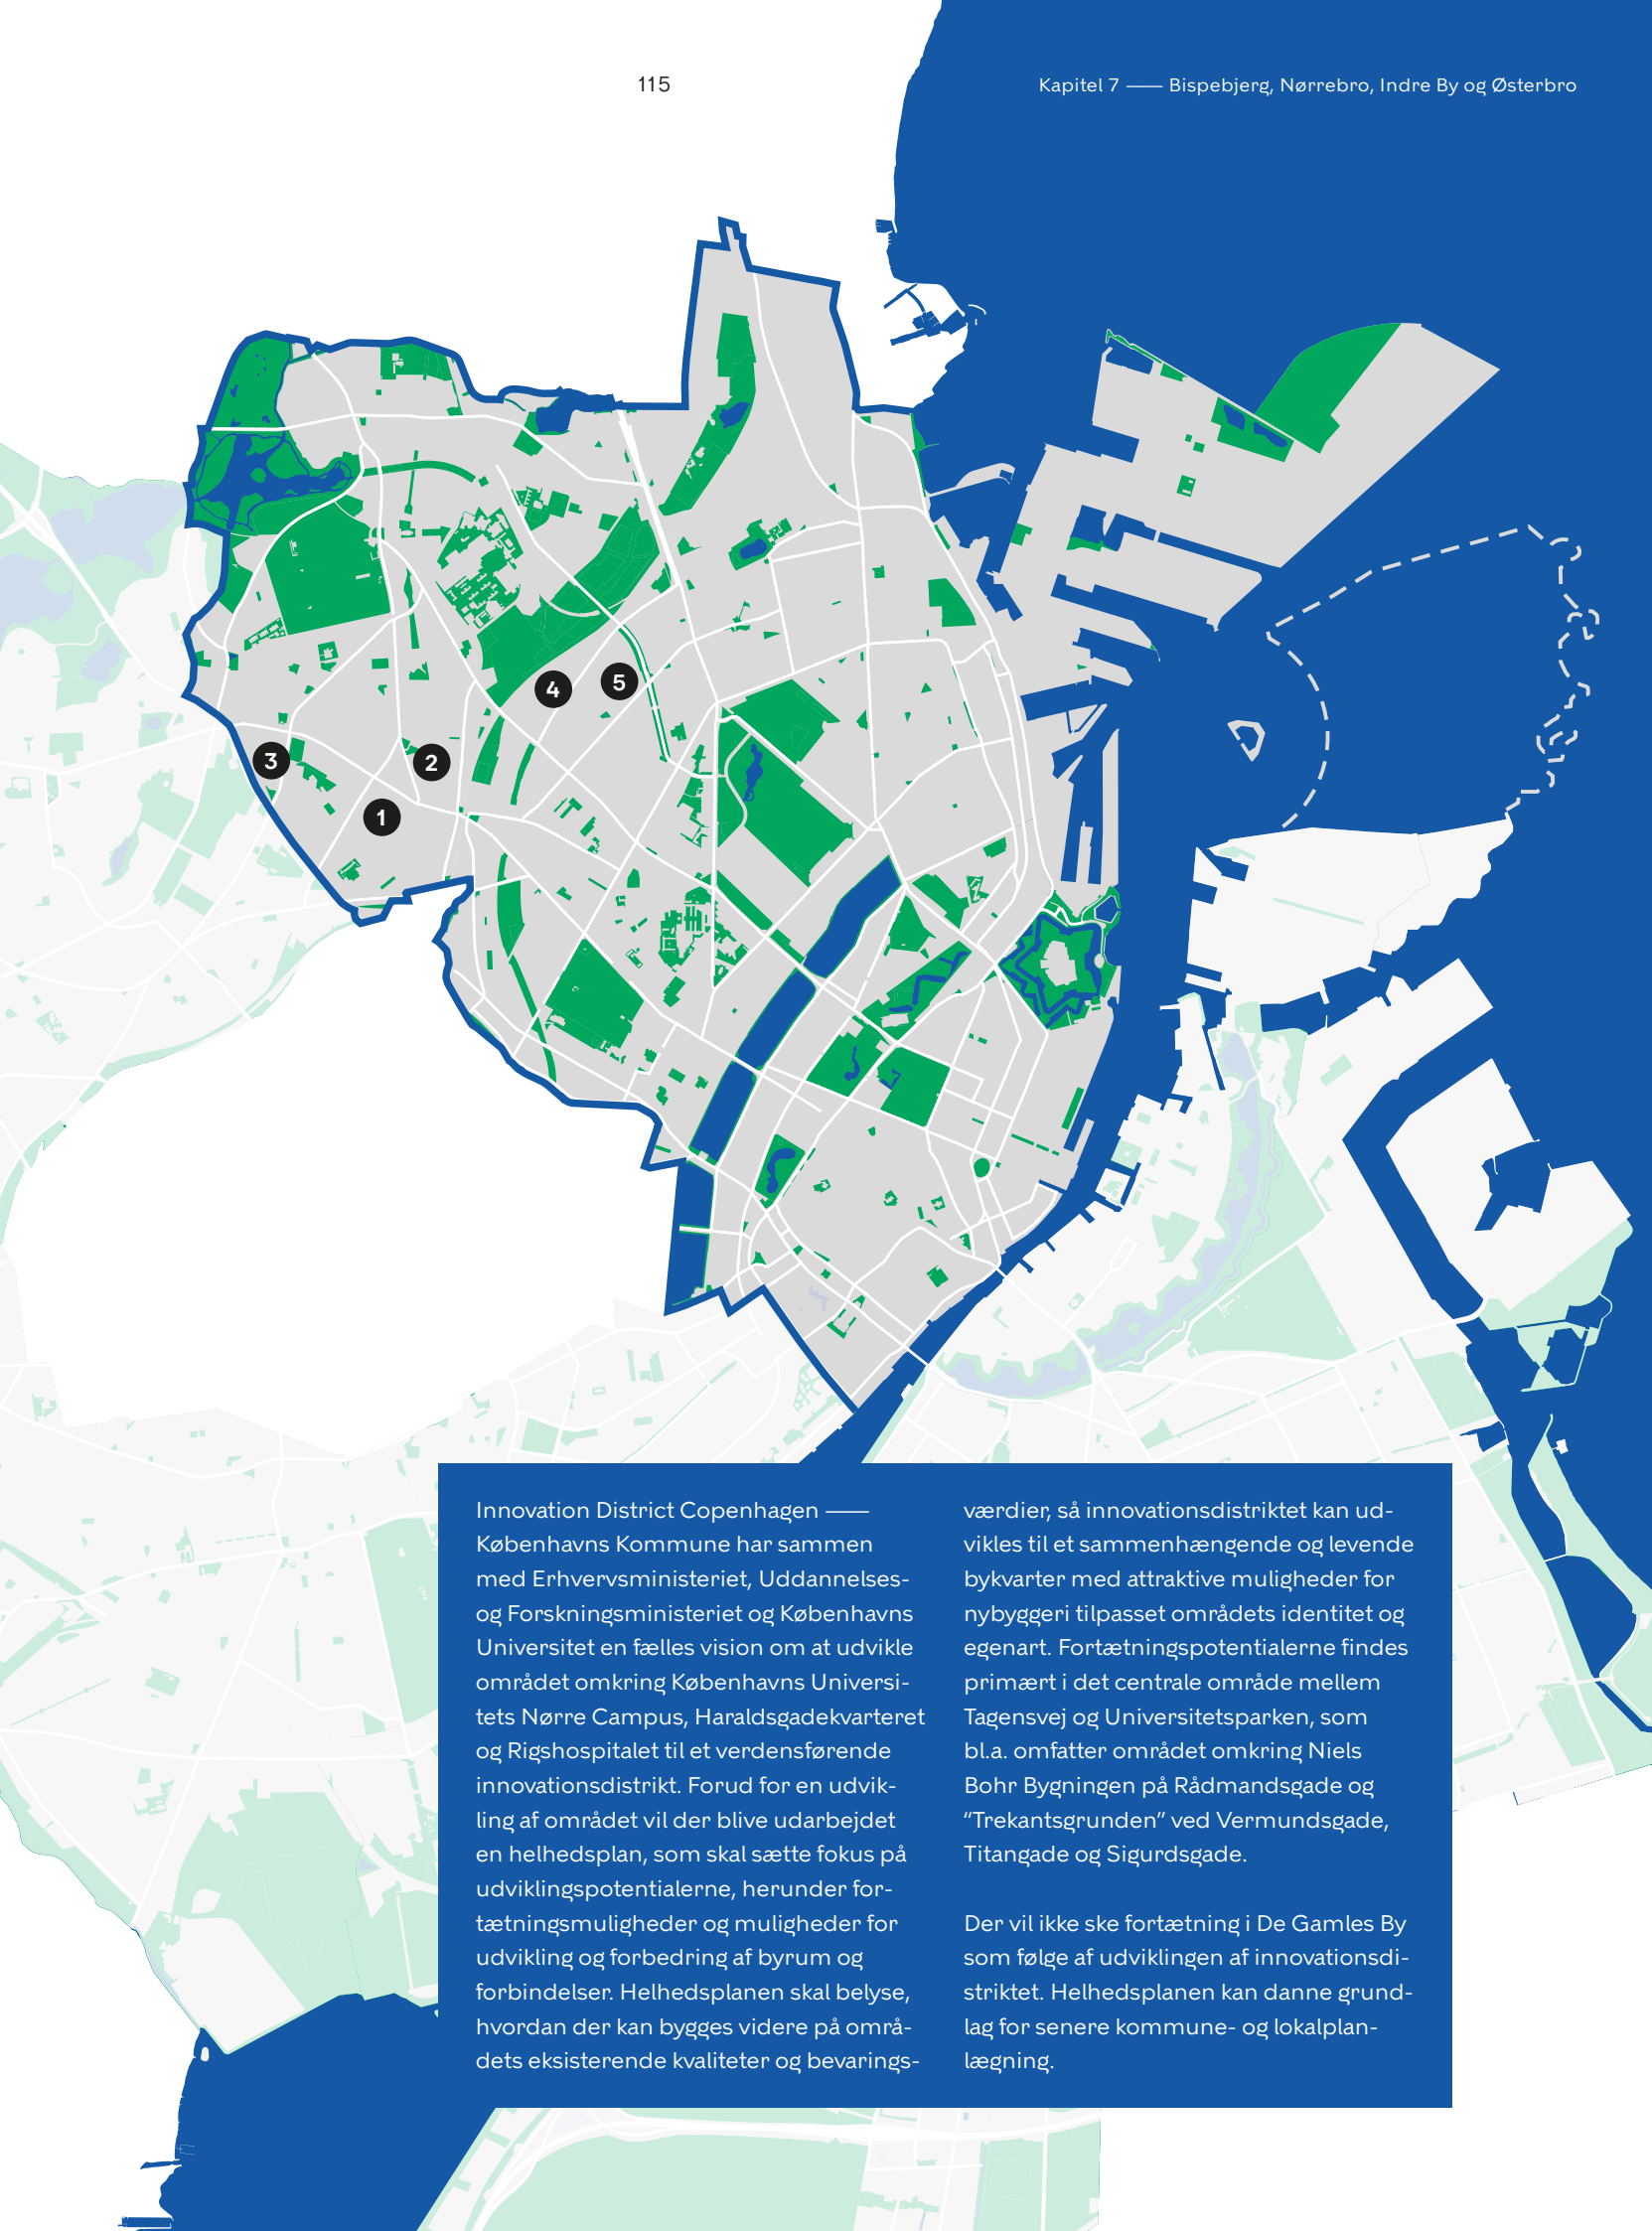 115
Kapitel 7 —— Bispebjerg, Nørrebro, Indre By og Østerbro
4
5
3
2
1
Innovation District Copenhagen ——
Københavns Kommune har sammen
med Erhvervsministeriet, Uddannelses-
og Forskningsministeriet og Københavns
Universitet en fælles vision om at udvikle
området omkring Københavns Universi-
tets Nørre Campus, Haraldsgadekvarteret
og Rigshospitalet til et verdensførende
innovationsdistrikt. Forud for en udvik-
ling af området vil der blive udarbejdet
en helhedsplan, som skal sætte fokus på
udviklingspotentialerne, herunder for-
tætningsmuligheder og muligheder for
udvikling og forbedring af byrum og
forbindelser. Helhedsplanen skal belyse,
hvordan der kan bygges videre på områ-
dets eksisterende kvaliteter og bevarings-
værdier, så innovationsdistriktet kan ud-
vikles til et sammenhængende og levende
bykvarter med attraktive muligheder for
nybyggeri tilpasset områdets identitet og
egenart. Fortætningspotentialerne findes
primært i det centrale område mellem
Tagensvej og Universitetsparken, som
bl.a. omfatter området omkring Niels
Bohr Bygningen på Rådmandsgade og
“Trekantsgrunden” ved Vermundsgade,
Titangade og Sigurdsgade.
Der vil ikke ske fortætning i De Gamles By
som følge af udviklingen af innovationsdi-
striktet. Helhedsplanen kan danne grund-
lag for senere kommune- og lokalplan-
lægning.